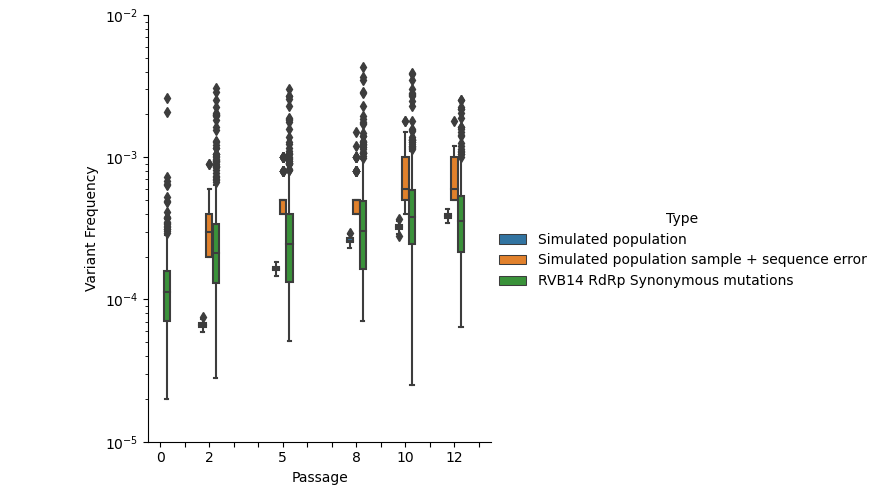 10⁻²
10⁻³
10⁻⁴
10⁻⁵
Variant Frequency
0 2 5 8 10 12
Passage
Type
Simulated population
Simulated population sample + sequence error
RVB14 RdRp Synonymous mutations